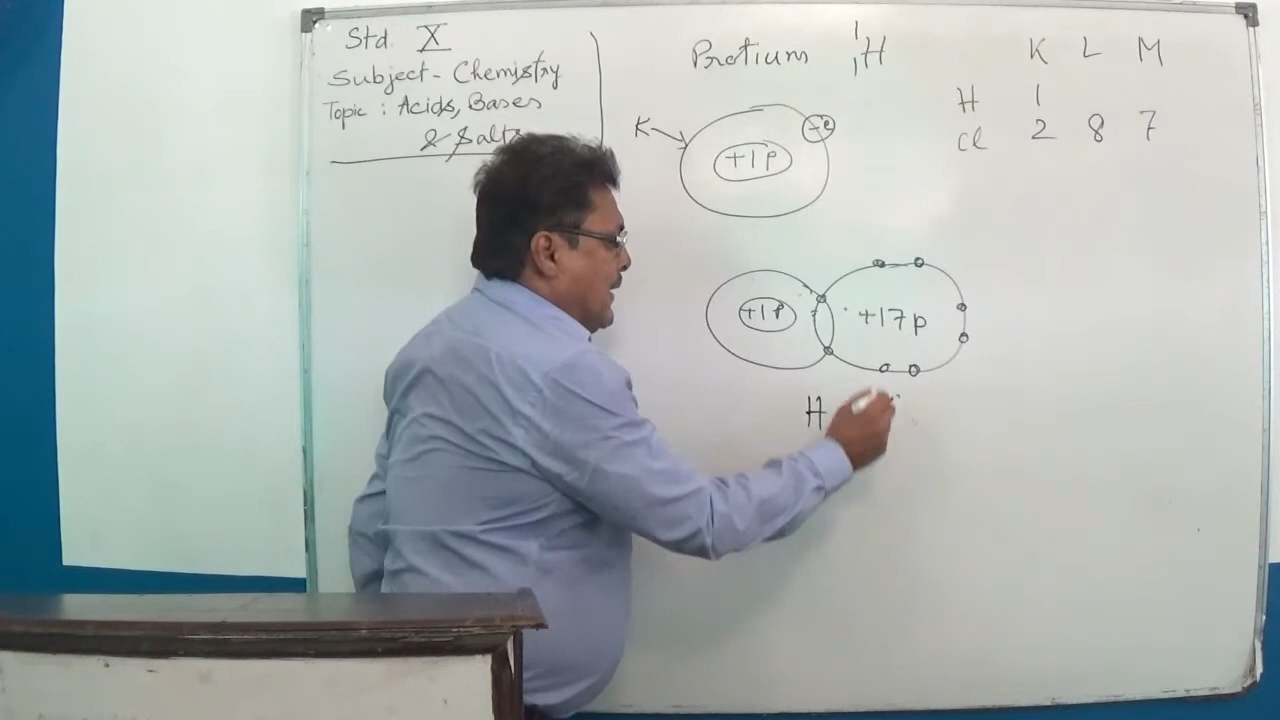 Std. X
Subject - Chemistry
Topic : Acids, Bases
& Salts
Protium ¹₁H
K
+1p
-e
K L M
H 1
Cl 2 8 7
+1p
+17p
H